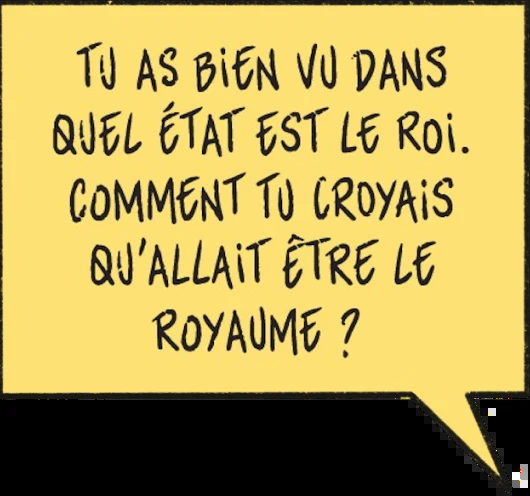 TU AS BIEN VU DANS
QUEL ÉTAT EST LE ROI.
COMMENT TU CROYAIS
QU'ALLAIT ÊTRE LE
ROYAUME ?